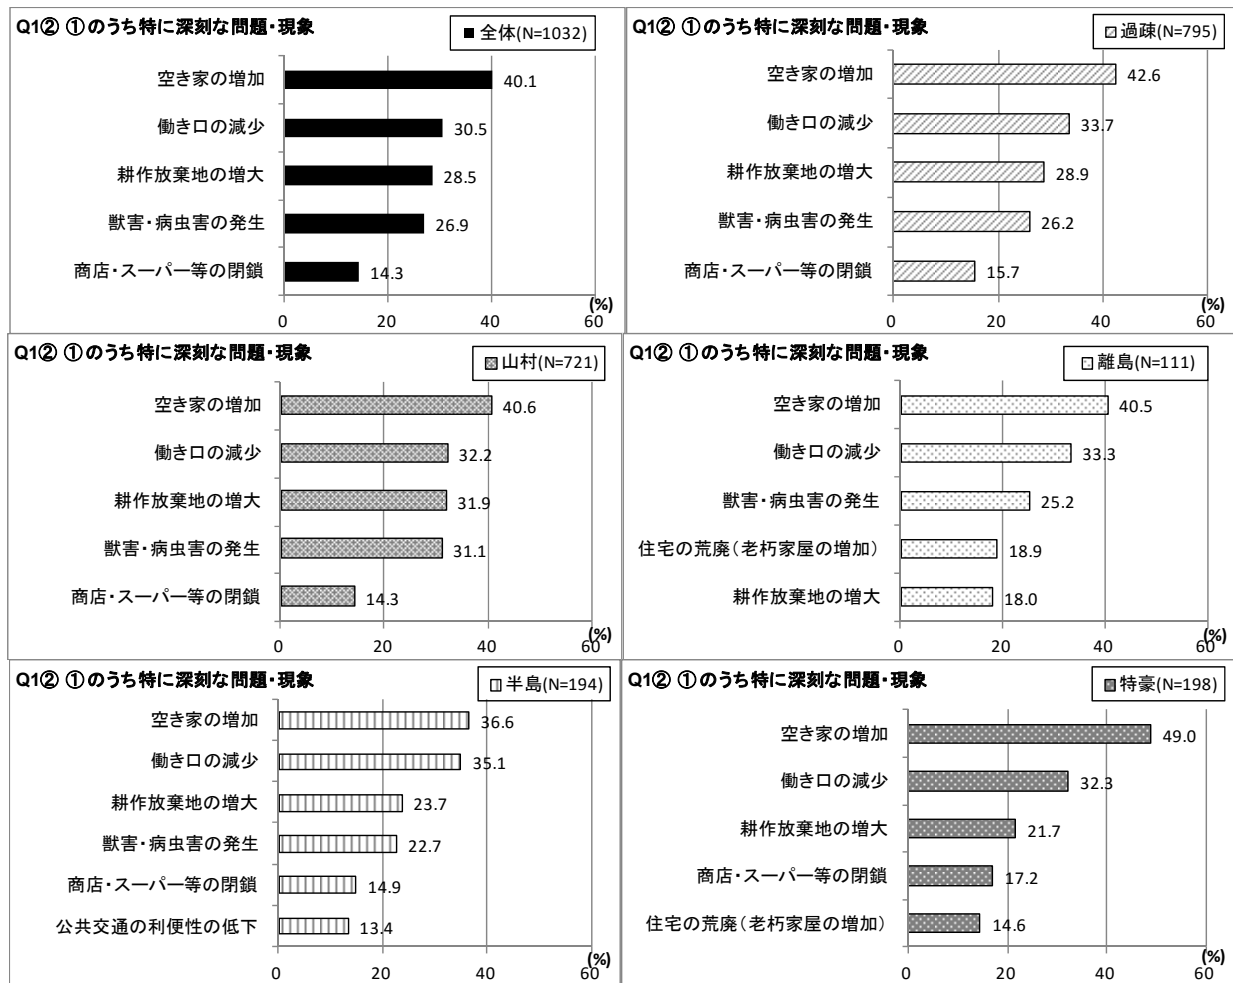 Q1② ①のうち特に深刻な問題・現象
■ 全体(N=1032)
空き家の増加 40.1
働き口の減少 30.5
耕作放棄地の増大 28.5
獣害・病虫害の発生 26.9
商店・スーパー等の閉鎖 14.3
(%)
0 20 40 60
Q1② ①のうち特に深刻な問題・現象
過疎(N=795)
空き家の増加 42.6
働き口の減少 33.7
耕作放棄地の増大 28.9
獣害・病虫害の発生 26.2
商店・スーパー等の閉鎖 15.7
(%)
0 20 40 60
Q1② ①のうち特に深刻な問題・現象
山村(N=721)
空き家の増加 40.6
働き口の減少 32.2
耕作放棄地の増大 31.9
獣害・病虫害の発生 31.1
商店・スーパー等の閉鎖 14.3
(%)
0 20 40 60
Q1② ①のうち特に深刻な問題・現象
離島(N=111)
空き家の増加 40.5
働き口の減少 33.3
獣害・病虫害の発生 25.2
住宅の荒廃(老朽家屋の増加) 18.9
耕作放棄地の増大 18.0
(%)
0 20 40 60
Q1② ①のうち特に深刻な問題・現象
半島(N=194)
空き家の増加 36.6
働き口の減少 35.1
耕作放棄地の増大 23.7
獣害・病虫害の発生 22.7
商店・スーパー等の閉鎖 14.9
公共交通の利便性の低下 13.4
(%)
0 20 40 60
Q1② ①のうち特に深刻な問題・現象
特豪(N=198)
空き家の増加 49.0
働き口の減少 32.3
耕作放棄地の増大 21.7
商店・スーパー等の閉鎖 17.2
住宅の荒廃(老朽家屋の増加) 14.6
(%)
0 20 40 60